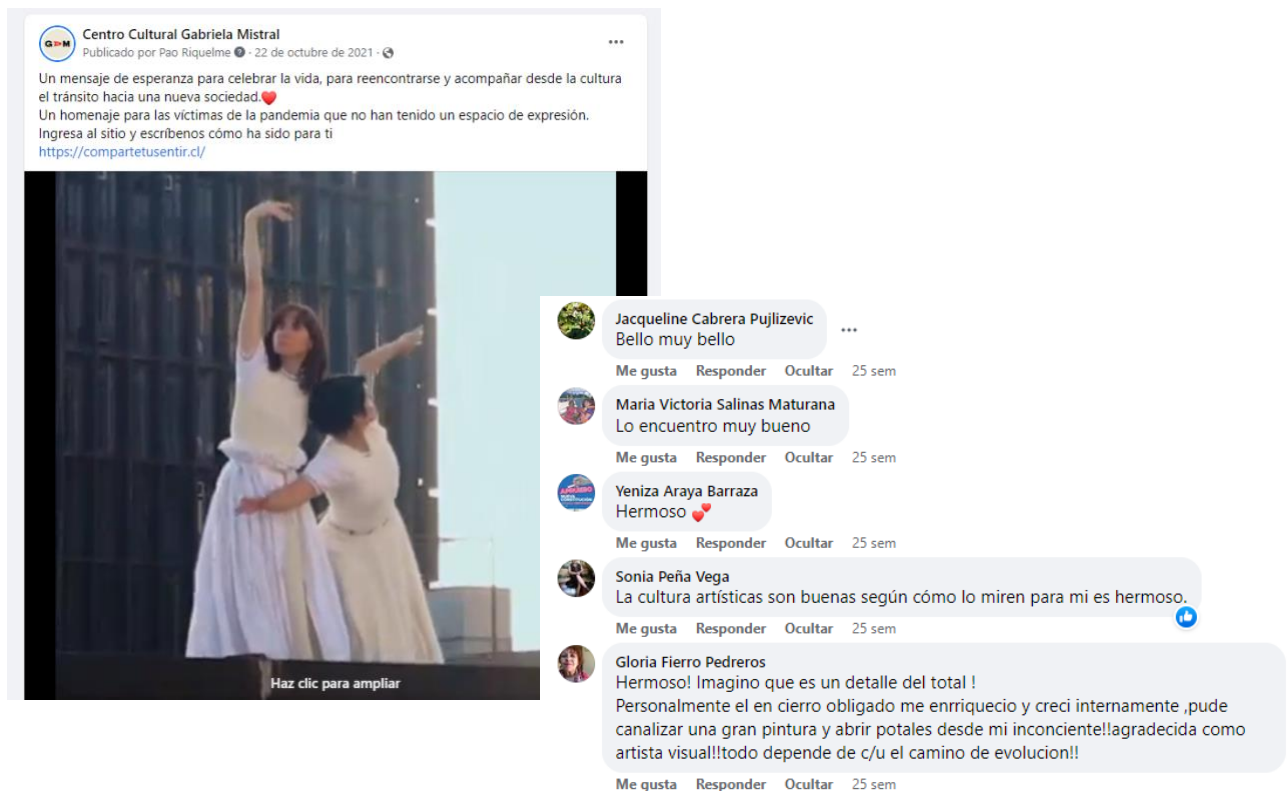 GAM
Centro Cultural Gabriela Mistral
Publicado por Pao Riquelme · 22 de octubre de 2021 ·
Un mensaje de esperanza para celebrar la vida, para reencontrarse y acompañar desde la cultura
el tránsito hacia una nueva sociedad.❤️
Un homenaje para las víctimas de la pandemia que no han tenido un espacio de expresión.
Ingresa al sitio y escríbenos cómo ha sido para ti
https://compartetusentir.cl/
Haz clic para ampliar
Jacqueline Cabrera Pujlizevic
Bello muy bello
Me gusta Responder Ocultar 25 sem
Maria Victoria Salinas Maturana
Lo encuentro muy bueno
Me gusta Responder Ocultar 25 sem
Yeniza Araya Barraza
Hermoso 💕
Me gusta Responder Ocultar 25 sem
Sonia Peña Vega
La cultura artísticas son buenas según cómo lo miren para mi es hermoso.
Me gusta Responder Ocultar 25 sem
Gloria Fierro Pedreros
Hermoso! Imagino que es un detalle del total !
Personalmente el en cierro obligado me enrriquecio y creci internamente ,pude
canalizar una gran pintura y abrir potales desde mi inconciente!!agradecida como
artista visual!!todo depende de c/u el camino de evolucion!!
Me gusta Responder Ocultar 25 sem